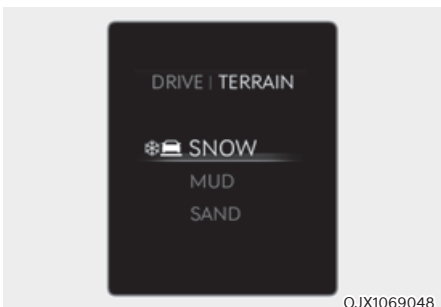 DRIVE | TERRAIN
SNOW
MUD
SAND
OJX1069048